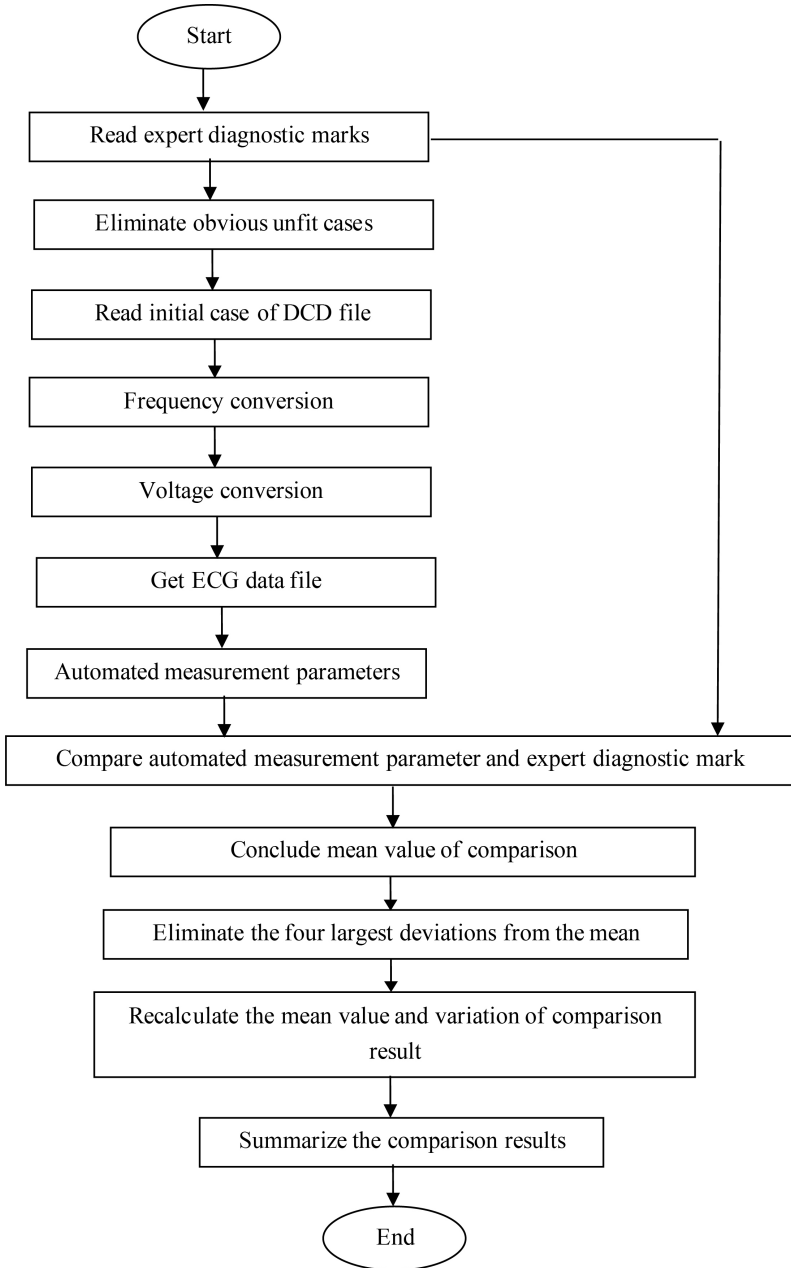 Start
Read expert diagnostic marks
Eliminate obvious unfit cases
Read initial case of DCD file
Frequency conversion
Voltage conversion
Get ECG data file
Automated measurement parameters
Compare automated measurement parameter and expert diagnostic mark
Conclude mean value of comparison
Eliminate the four largest deviations from the mean
Recalculate the mean value and variation of comparison
result
Summarize the comparison results
End